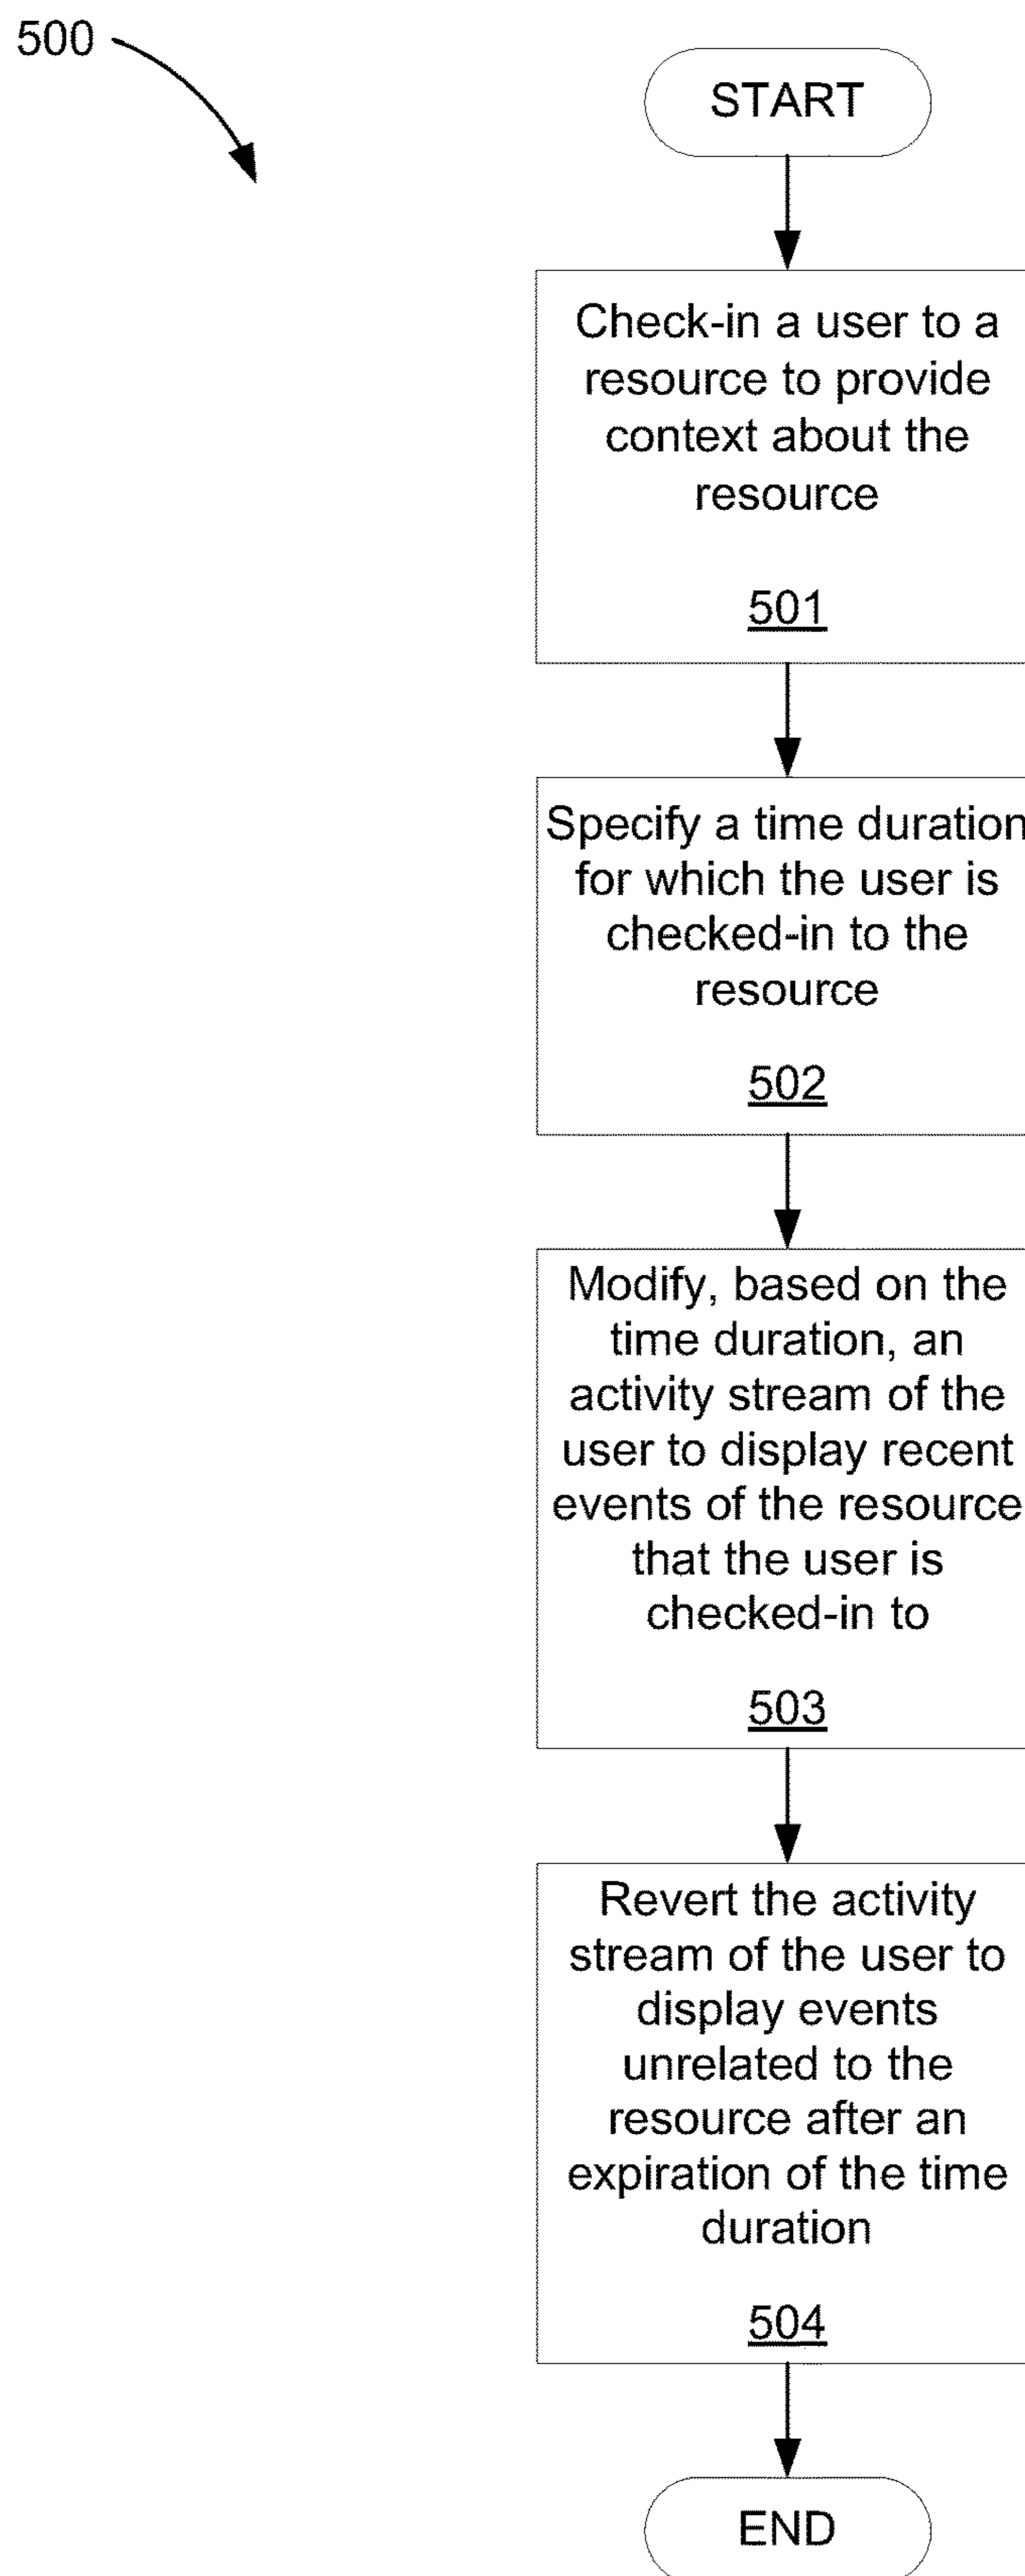 500
START
Check-in a user to a
resource to provide
context about the
resource
501
Specify a time duration
for which the user is
checked-in to the
resource
502
Modify, based on the
time duration, an
activity stream of the
user to display recent
events of the resource
that the user is
checked-in to
503
Revert the activity
stream of the user to
display events
unrelated to the
resource after an
expiration of the time
duration
504
END